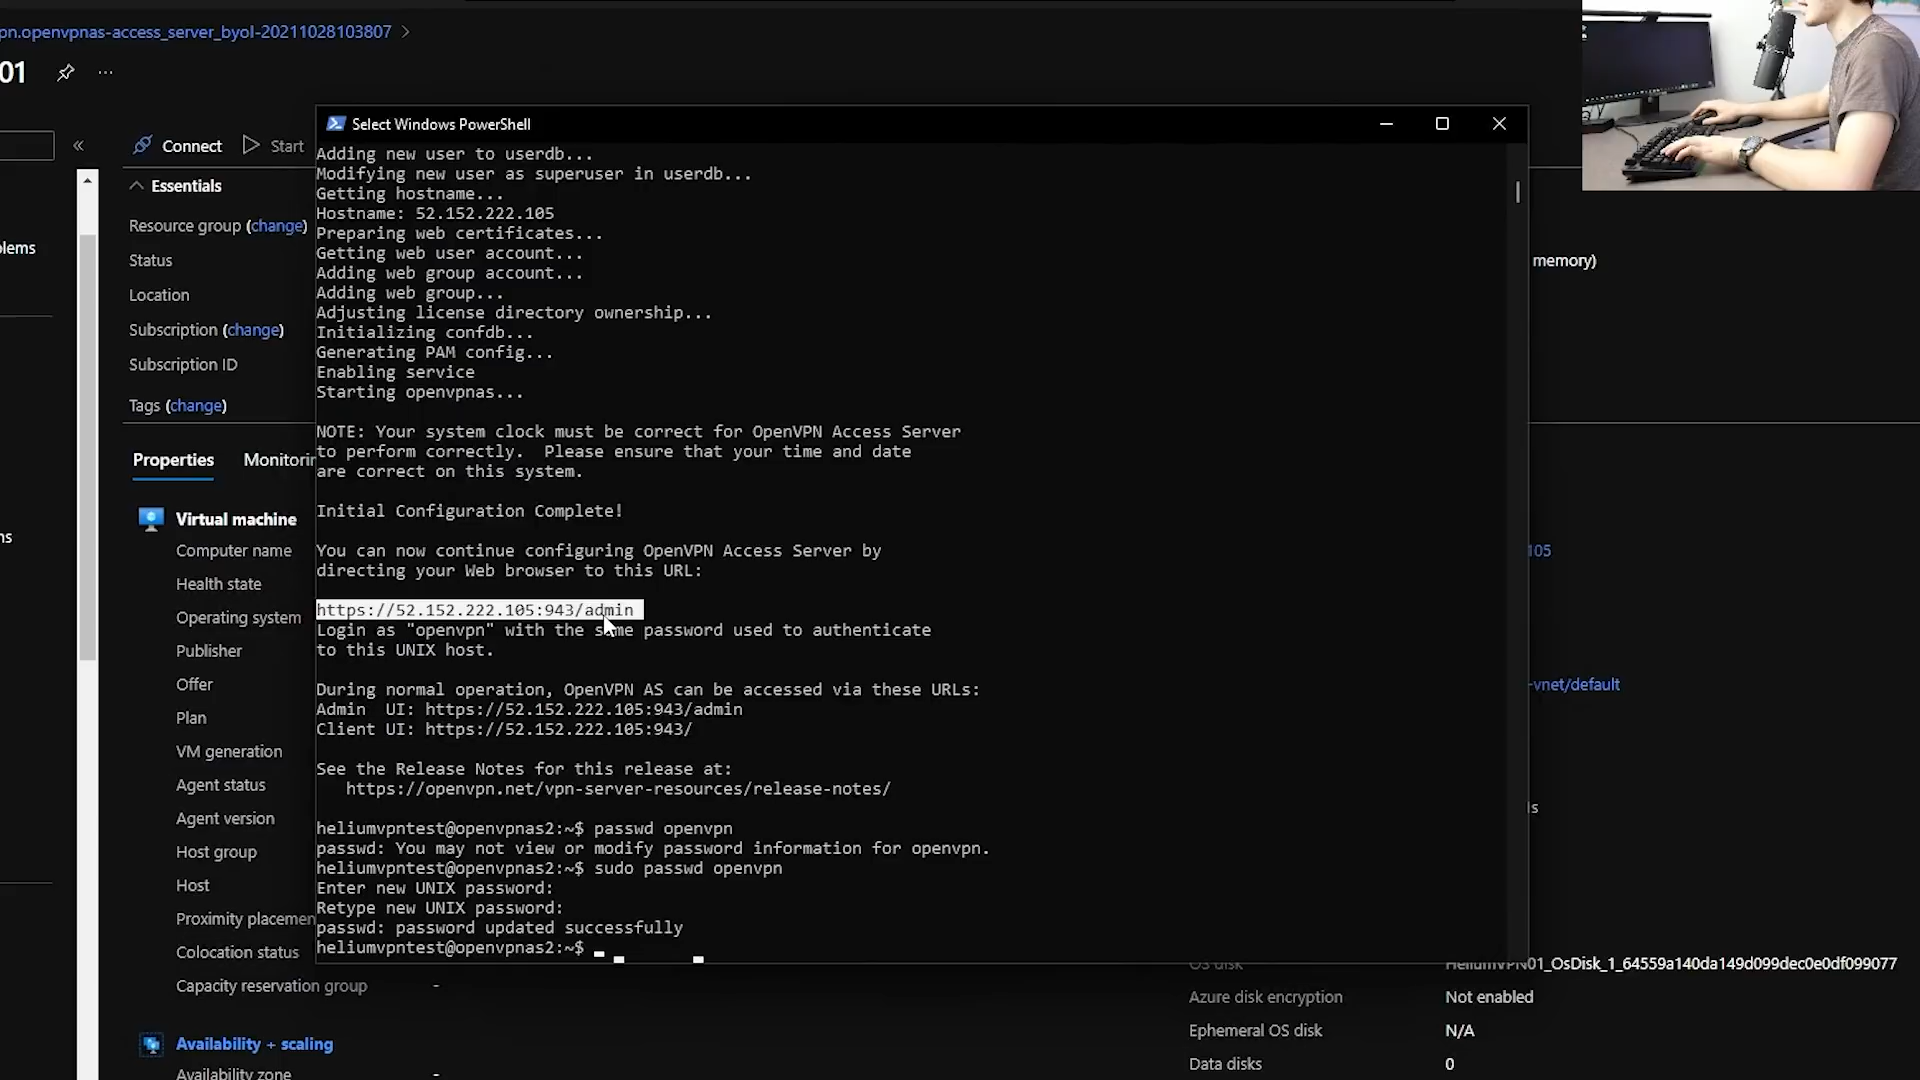 pn.openvpnas-access_server_byol-20211028103807 >
01 ...
Connect Start
Essentials
Resource group (change)
Status
Location
Subscription (change)
Subscription ID
Tags (change)
Properties Monitorin
Virtual machine
Computer name
Health state
Operating system
Publisher
Offer
Plan
VM generation
Agent status
Agent version
Host group
Host
Proximity placemen
Colocation status
Capacity reservation group -
Availability + scaling
Availability zone -
blems
ns
Select Windows PowerShell
Adding new user to userdb...
Modifying new user as superuser in userdb...
Getting hostname...
Hostname: 52.152.222.105
Preparing web certificates...
Getting web user account...
Adding web group account...
Adding web group...
Adjusting license directory ownership...
Initializing confdb...
Generating PAM config...
Enabling service
Starting openvpnas...
NOTE: Your system clock must be correct for OpenVPN Access Server
to perform correctly.  Please ensure that your time and date
are correct on this system.
Initial Configuration Complete!
You can now continue configuring OpenVPN Access Server by
directing your Web browser to this URL:
https://52.152.222.105:943/admin
Login as "openvpn" with the same password used to authenticate
to this UNIX host.
During normal operation, OpenVPN AS can be accessed via these URLs:
Admin  UI: https://52.152.222.105:943/admin
Client UI: https://52.152.222.105:943/
See the Release Notes for this release at:
https://openvpn.net/vpn-server-resources/release-notes/
heliumvpntest@openvpnas2:~$ passwd openvpn
passwd: You may not view or modify password information for openvpn.
heliumvpntest@openvpnas2:~$ sudo passwd openvpn
Enter new UNIX password:
Retype new UNIX password:
passwd: password updated successfully
heliumvpntest@openvpnas2:~$
memory)
105
-vnet/default
ls
OS disk HeliumVPN01_OsDisk_1_64559a140da149d099dec0e0df099077
Azure disk encryption Not enabled
Ephemeral OS disk N/A
Data disks 0